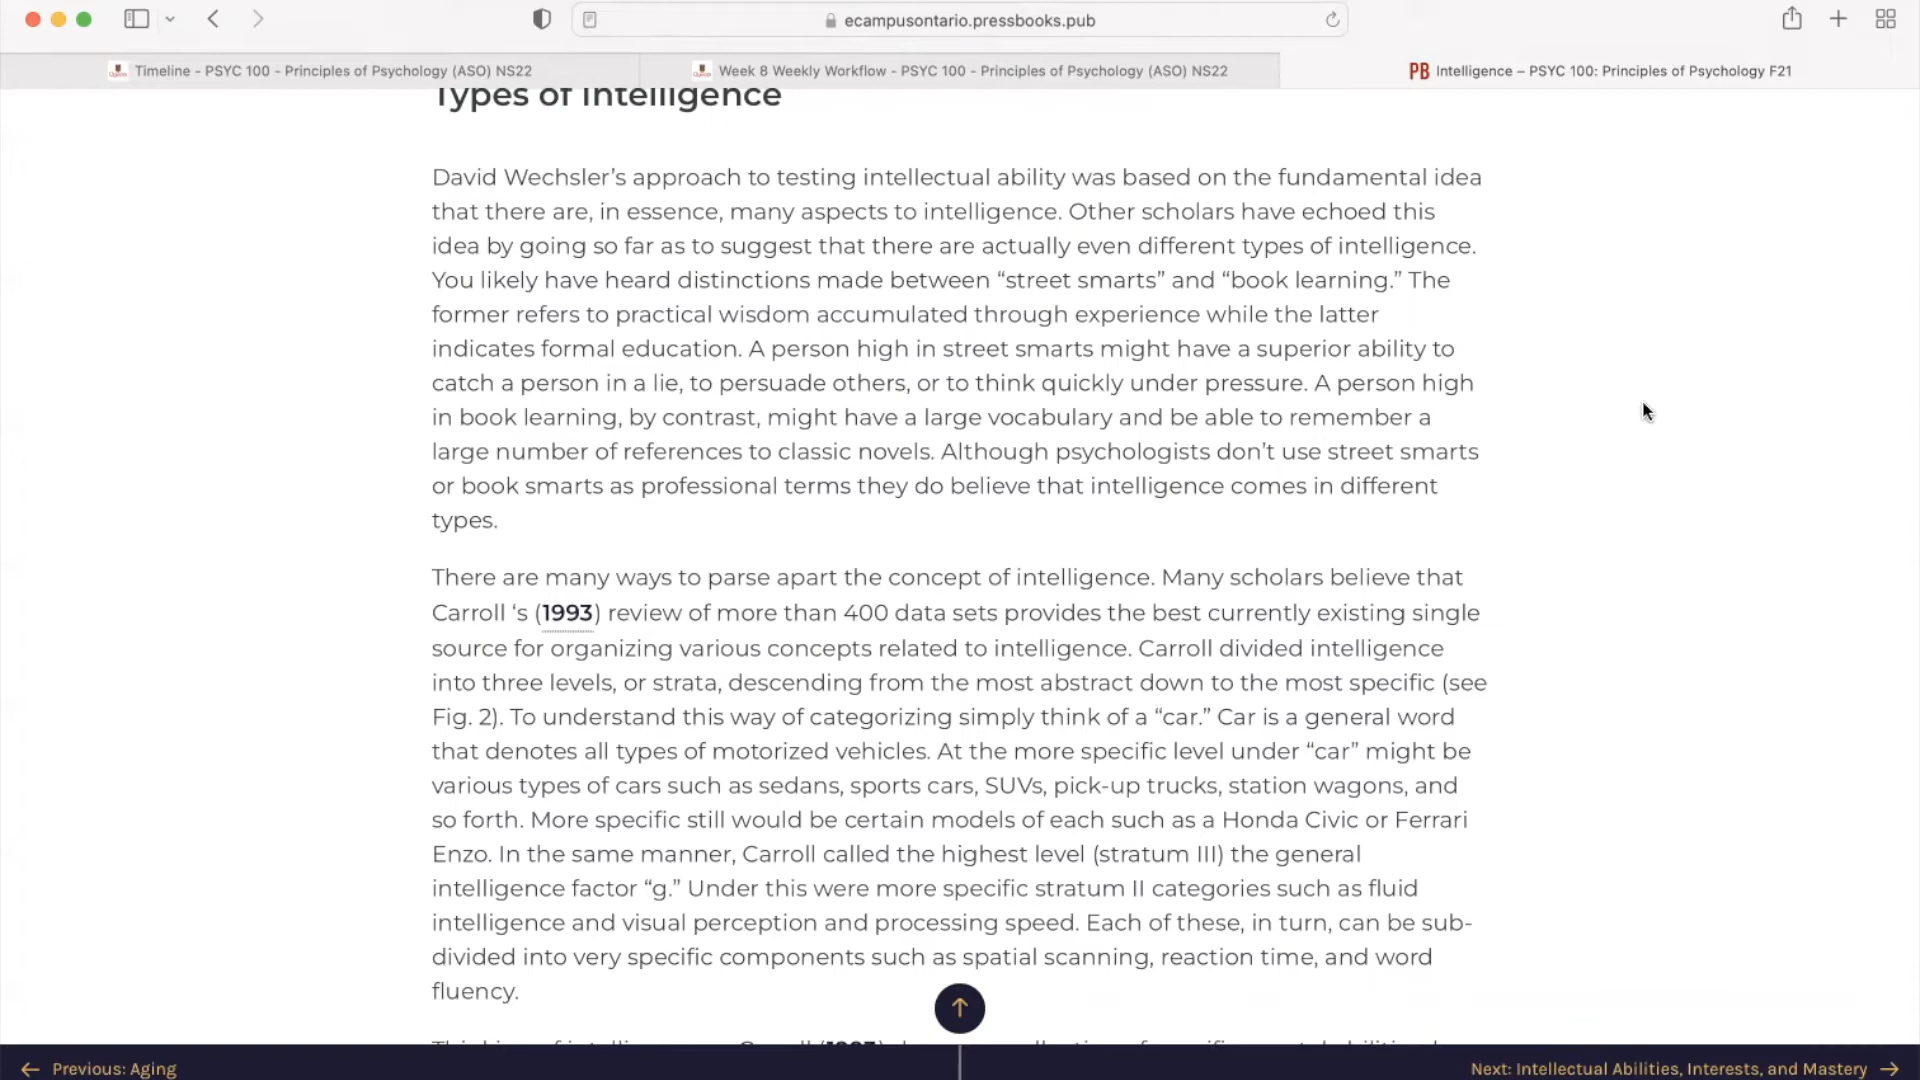 ecampusontario.pressbooks.pub
Timeline - PSYC 100 - Principles of Psychology (ASO) NS22
Week 8 Weekly Workflow - PSYC 100 - Principles of Psychology (ASO) NS22
PB Intelligence – PSYC 100: Principles of Psychology F21
Types of Intelligence
David Wechsler’s approach to testing intellectual ability was based on the fundamental idea
that there are, in essence, many aspects to intelligence. Other scholars have echoed this
idea by going so far as to suggest that there are actually even different types of intelligence.
You likely have heard distinctions made between “street smarts” and “book learning.” The
former refers to practical wisdom accumulated through experience while the latter
indicates formal education. A person high in street smarts might have a superior ability to
catch a person in a lie, to persuade others, or to think quickly under pressure. A person high
in book learning, by contrast, might have a large vocabulary and be able to remember a
large number of references to classic novels. Although psychologists don’t use street smarts
or book smarts as professional terms they do believe that intelligence comes in different
types.
There are many ways to parse apart the concept of intelligence. Many scholars believe that
Carroll ‘s (1993) review of more than 400 data sets provides the best currently existing single
source for organizing various concepts related to intelligence. Carroll divided intelligence
into three levels, or strata, descending from the most abstract down to the most specific (see
Fig. 2). To understand this way of categorizing simply think of a “car.” Car is a general word
that denotes all types of motorized vehicles. At the more specific level under “car” might be
various types of cars such as sedans, sports cars, SUVs, pick-up trucks, station wagons, and
so forth. More specific still would be certain models of each such as a Honda Civic or Ferrari
Enzo. In the same manner, Carroll called the highest level (stratum III) the general
intelligence factor “g.” Under this were more specific stratum II categories such as fluid
intelligence and visual perception and processing speed. Each of these, in turn, can be sub-
divided into very specific components such as spatial scanning, reaction time, and word
fluency.
← Previous: Aging
Next: Intellectual Abilities, Interests, and Mastery →